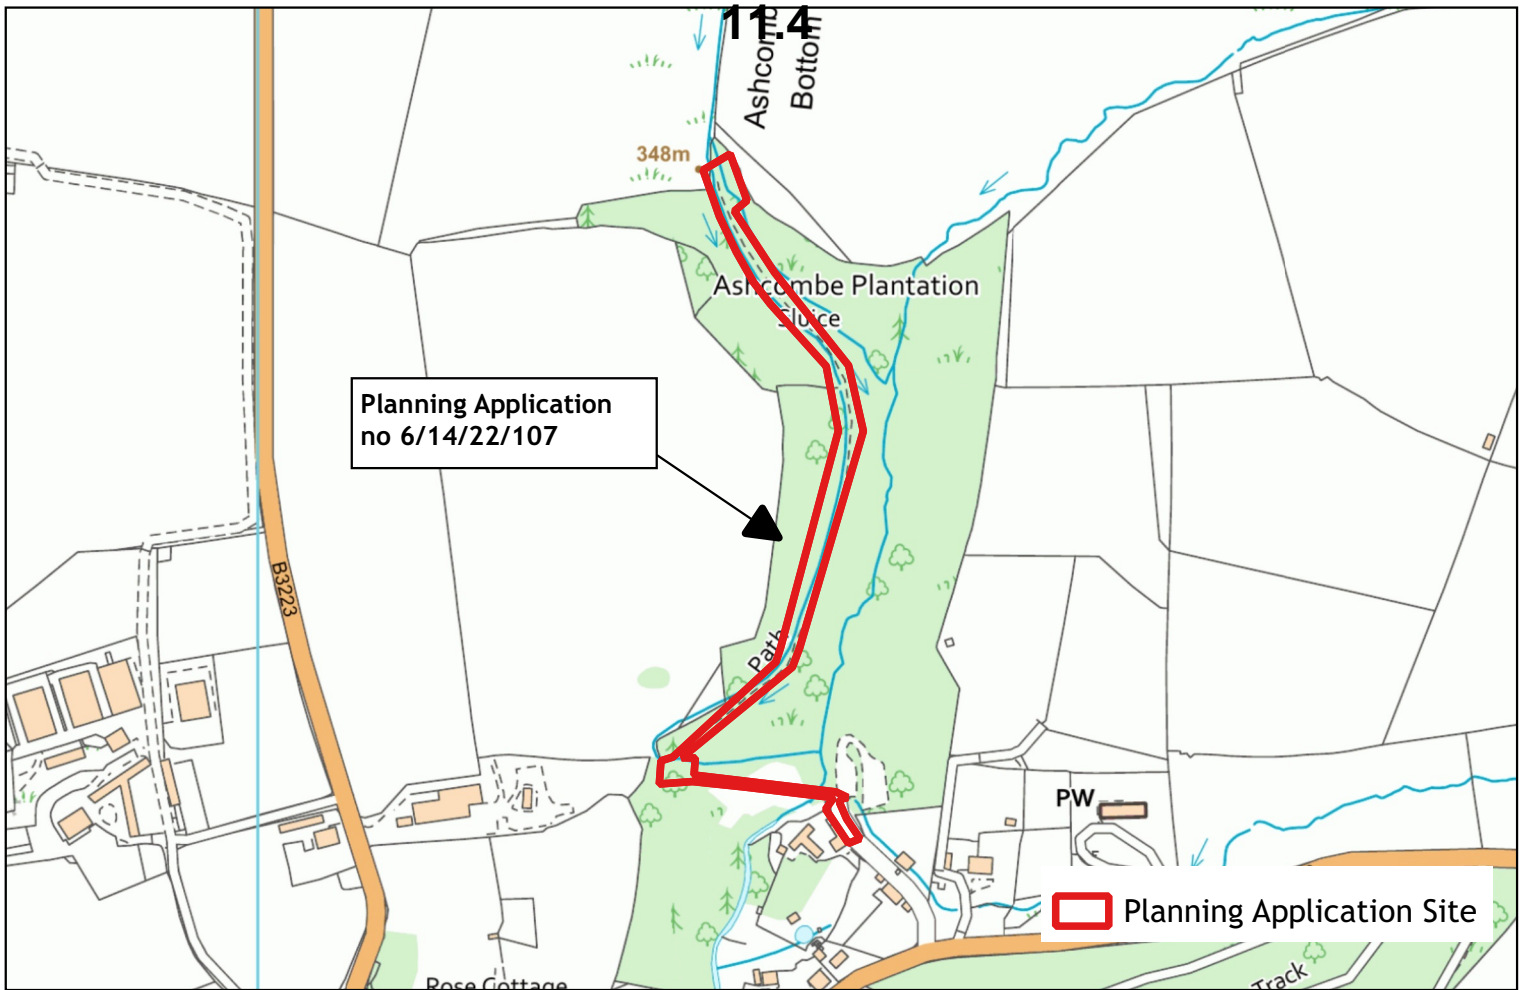 11.4
Ashcomb
Bottom
348m
Ashcombe Plantation
Sluice
Planning Application
no 6/14/22/107
B3223
Path
PW
Planning Application Site
Rose Cottage
Track